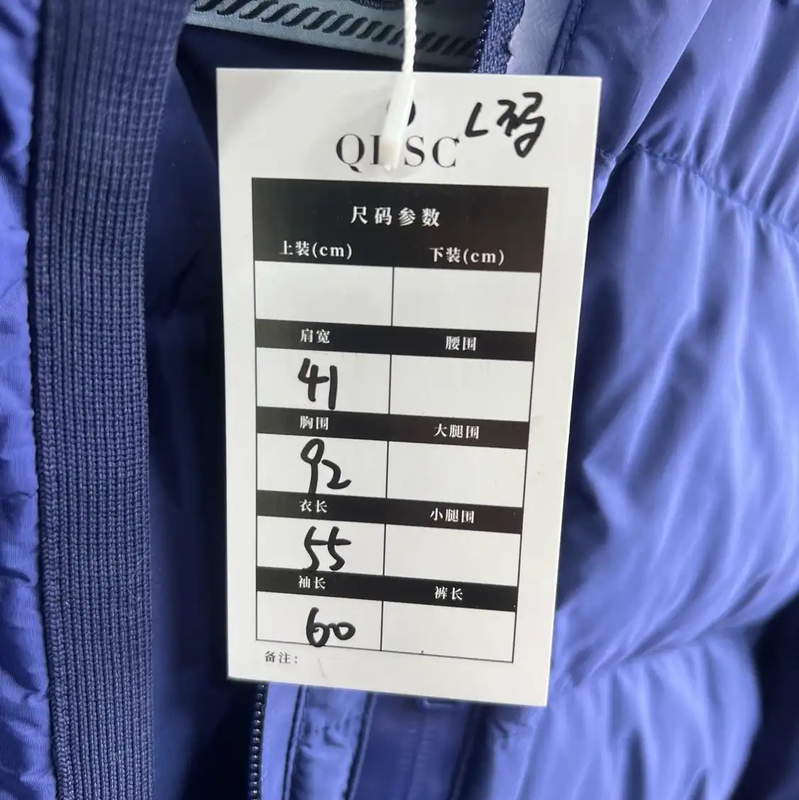 L码
尺码参数
上装(cm) 下装(cm)
肩宽 腰围
41
胸围 大腿围
92
衣长 小腿围
55
袖长 裤长
60
备注：